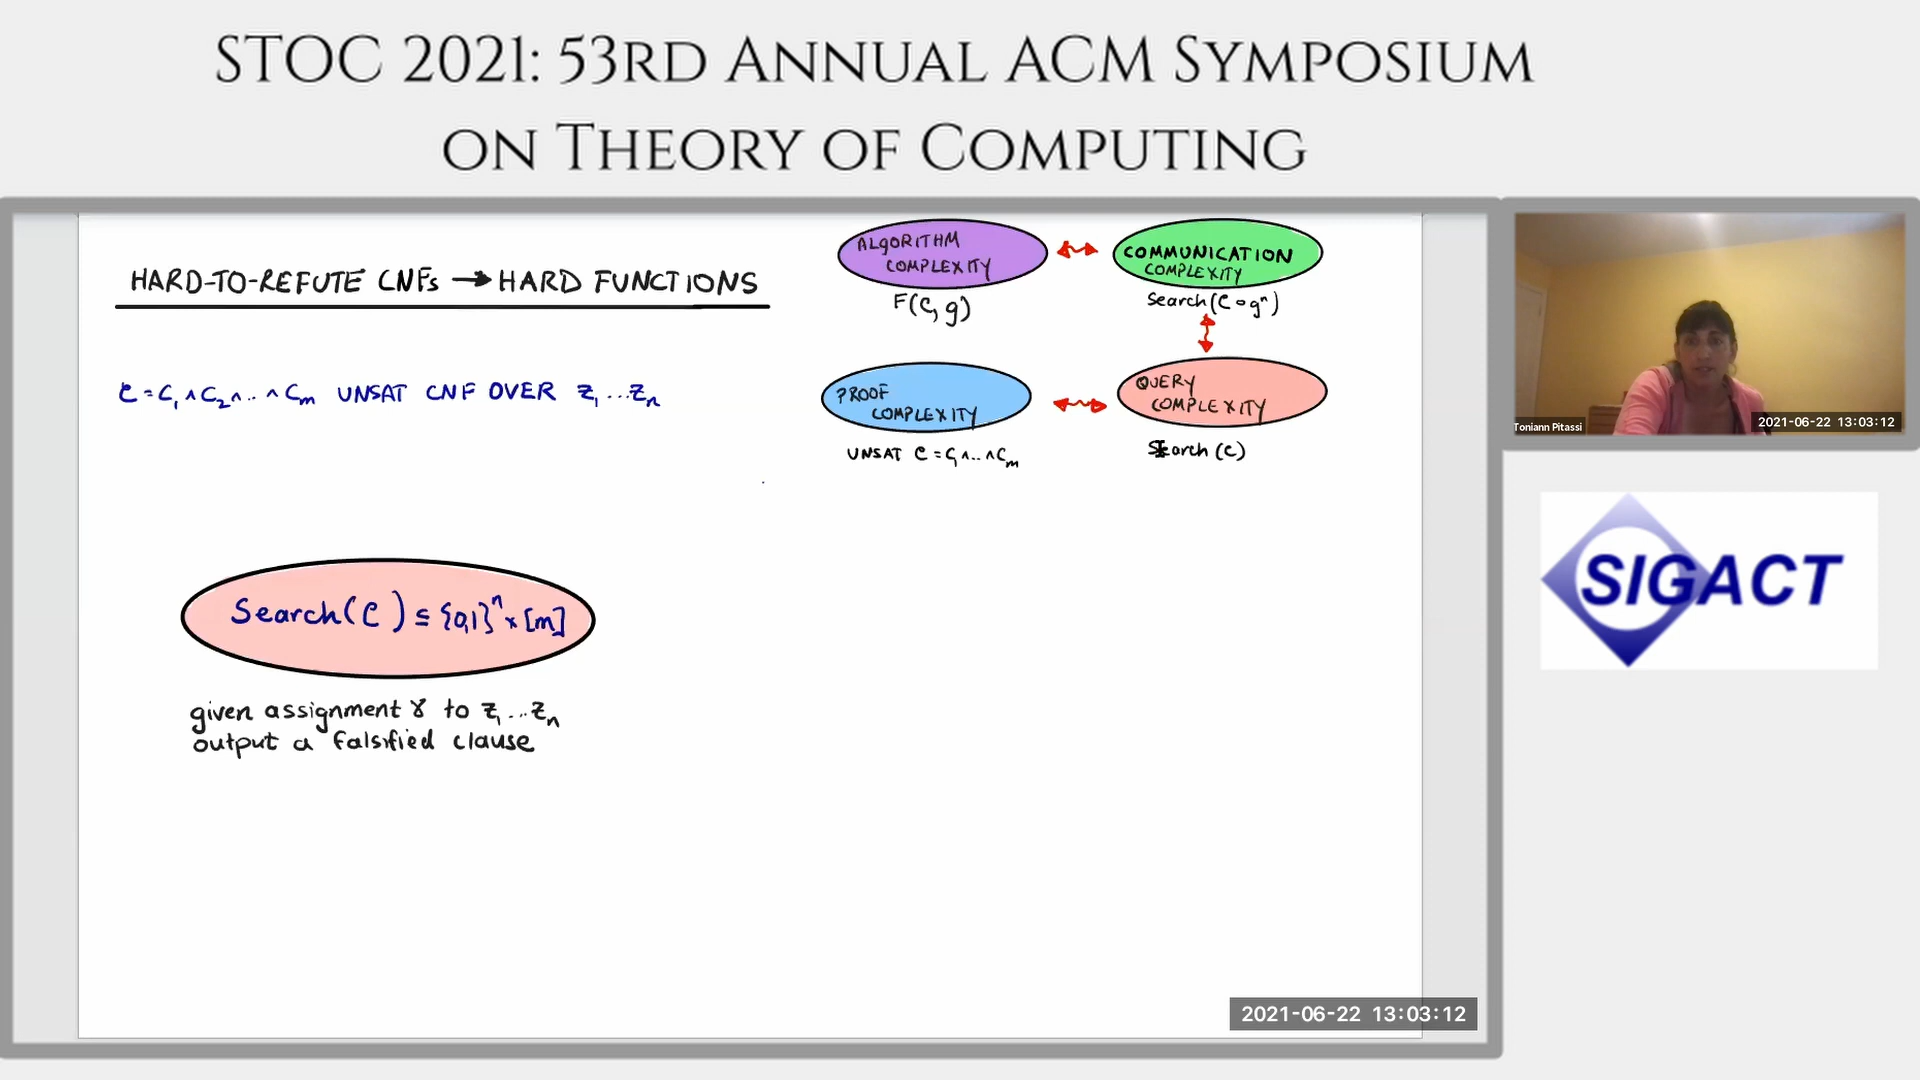 STOC 2021: 53RD ANNUAL ACM SYMPOSIUM
ON THEORY OF COMPUTING
HARD-TO-REFUTE CNFs → HARD FUNCTIONS
C = C₁ ∧ C₂ ∧ .. ∧ Cₘ UNSAT CNF OVER z₁ ... zₙ
ALGORITHM
COMPLEXITY
F(C, g)
COMMUNICATION
COMPLEXITY
Search(C ∘ gⁿ)
PROOF
COMPLEXITY
UNSAT C = C₁ ∧ .. ∧ Cₘ
QUERY
COMPLEXITY
Search (C)
Search(C) ⊆ {0,1}ⁿ × [m]
given assignment γ to z₁ ... zₙ
output a falsified clause
2021-06-22 13:03:12
Toniann Pitassi
2021-06-22 13:03:12
SIGACT